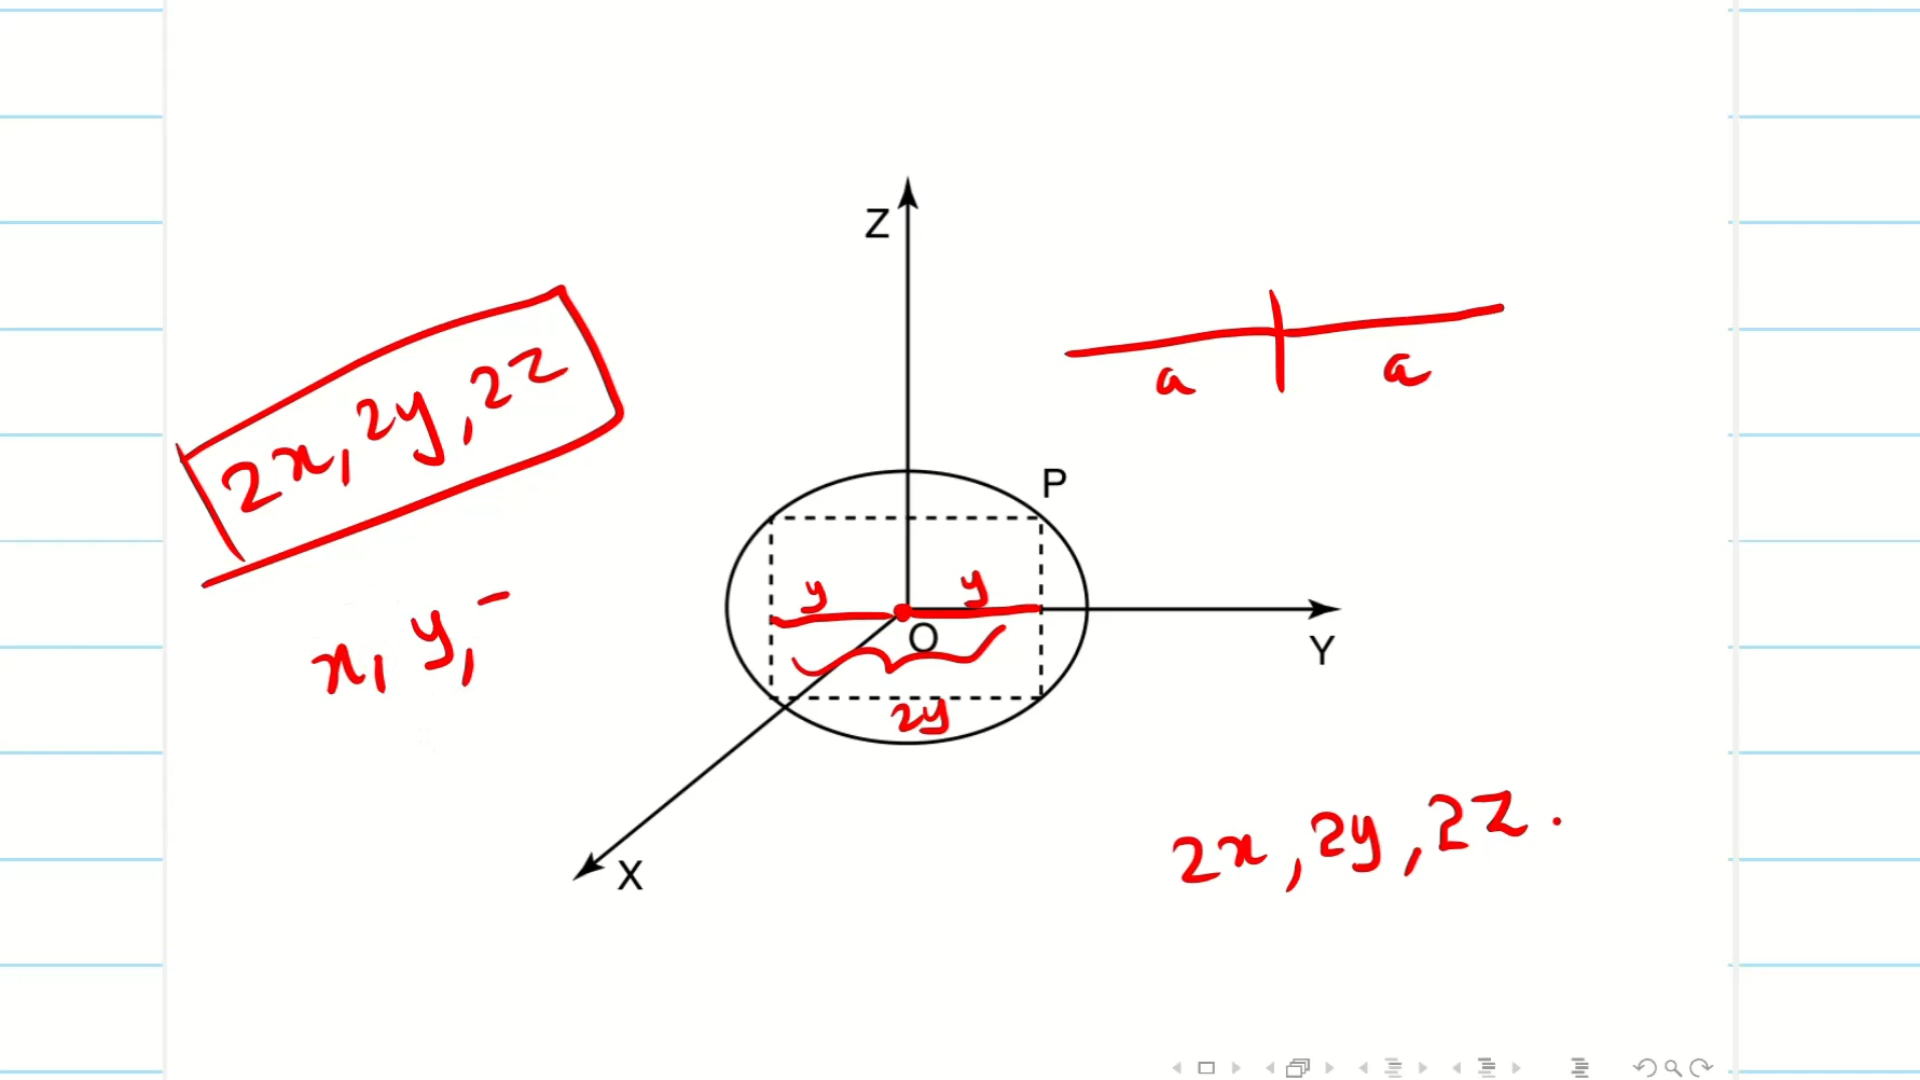 Z
a a
2x, 2y, 2z
P
y y
O
x, y, -
Y
2y
2x, 2y, 2z.
X